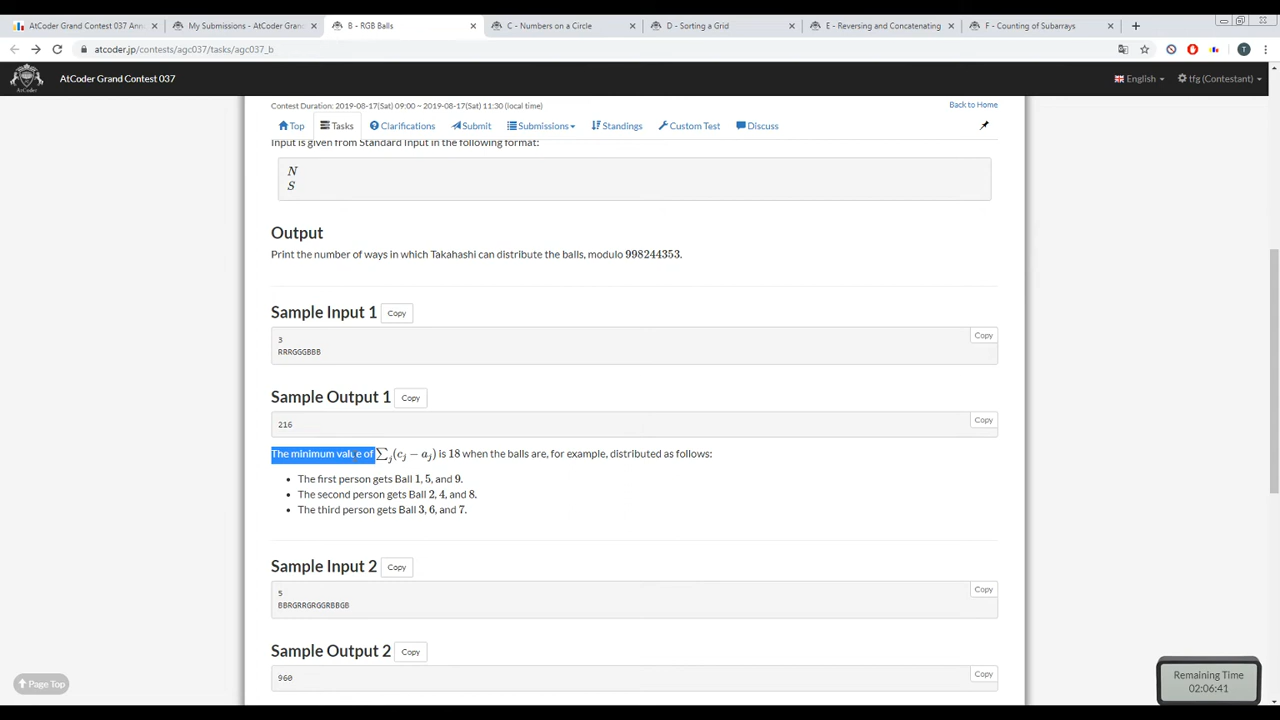 AtCoder Grand Contest 037 Ann
My Submissions - AtCoder Gran
B - RGB Balls
C - Numbers on a Circle
D - Sorting a Grid
E - Reversing and Concatenating
F - Counting of Subarrays
atcoder.jp/contests/agc037/tasks/agc037_b
T
AtCoder Grand Contest 037
English
tfg (Contestant)
Contest Duration: 2019-08-17(Sat) 09:00 ~ 2019-08-17(Sat) 11:30 (local time)
Back to Home
Top
Tasks
Clarifications
Submit
Submissions
Standings
Custom Test
Discuss
Input is given from Standard Input in the following format:
N
S
Output
Print the number of ways in which Takahashi can distribute the balls, modulo 998244353.
Sample Input 1 Copy
Copy
3
RRRGGGBBB
Sample Output 1 Copy
Copy
216
The minimum value of ∑j(cj − aj) is 18 when the balls are, for example, distributed as follows:
• The first person gets Ball 1, 5, and 9.
• The second person gets Ball 2, 4, and 8.
• The third person gets Ball 3, 6, and 7.
Sample Input 2 Copy
Copy
5
BBRGRRGRGGRBBGB
Sample Output 2 Copy
Copy
960
Page Top
Remaining Time
02:06:41